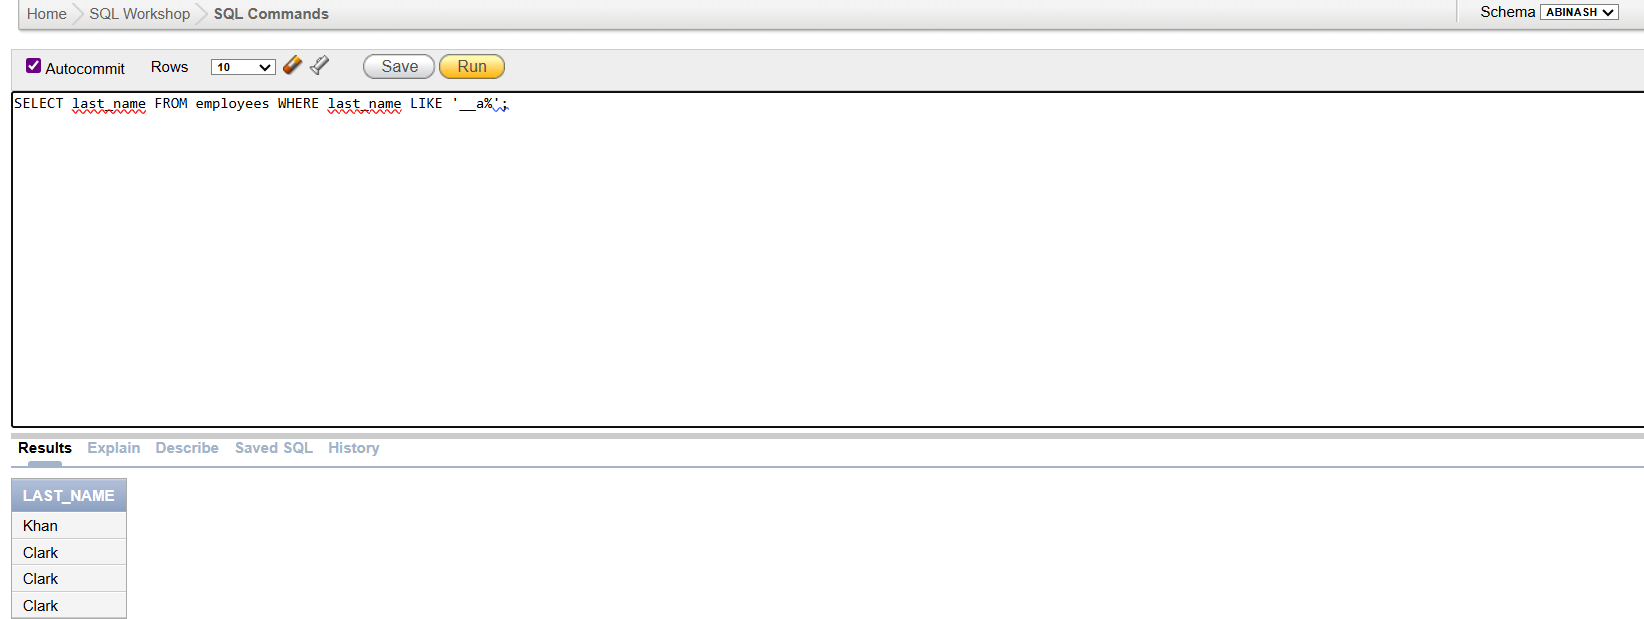 Home SQL Workshop SQL Commands Schema ABINASH
Autocommit Rows 10 Save Run
SELECT last_name FROM employees WHERE last_name LIKE '__a%';
Results Explain Describe Saved SQL History
LAST_NAME
Khan
Clark
Clark
Clark